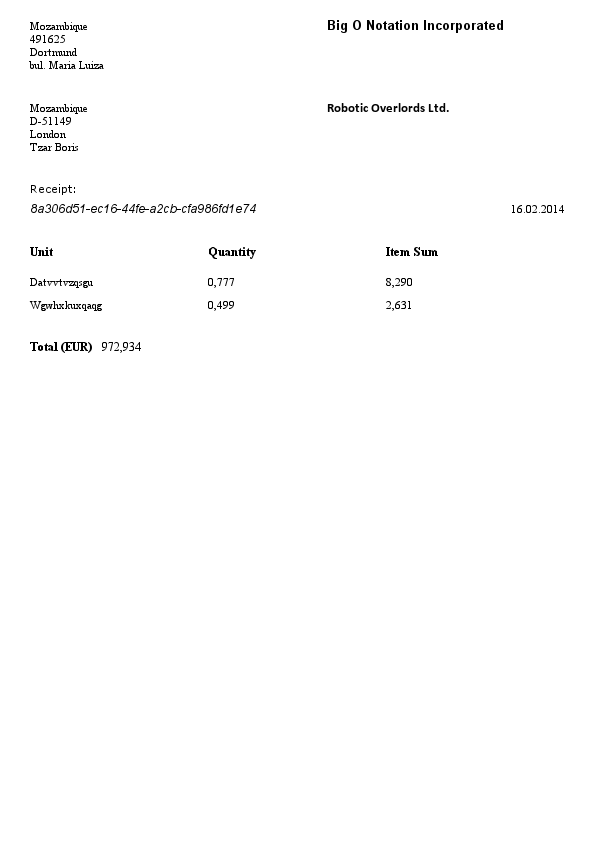 Mozambique
491625
Dortmund
bul. Maria Luiza
Big O Notation Incorporated
Mozambique
D-51149
London
Tzar Boris
Robotic Overlords Ltd.
Receipt:
8a306d51-ec16-44fe-a2cb-cfa986fd1e74
16.02.2014
Unit Quantity Item Sum
Datvvtvzqsgu 0,777 8,290
Wgwhxkuxqaqg 0,499 2,631
Total (EUR) 972,934